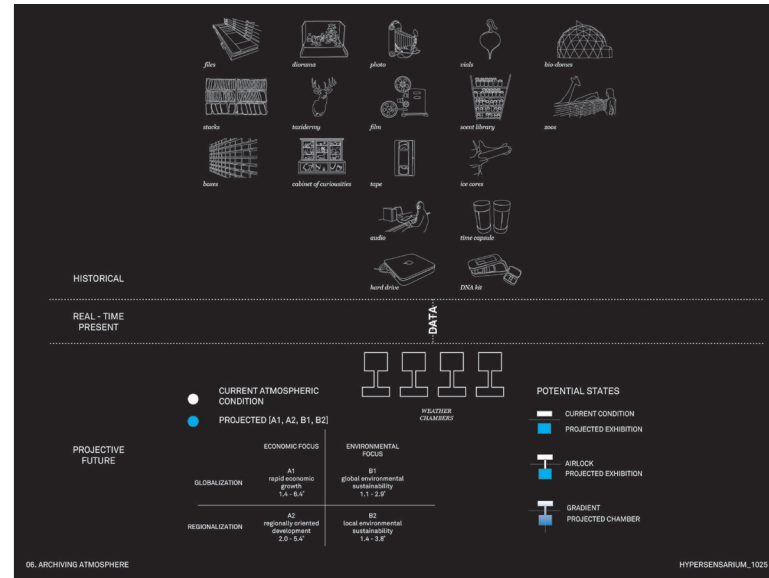 files
diorama
photo
vials
bio-domes
stacks
taxidermy
film
scent library
zoos
boxes
cabinet of curiousities
tape
ice cores
audio
time capsule
HISTORICAL
hard drive
DNA kit
REAL - TIME
PRESENT
DATA
CURRENT ATMOSPHERIC
CONDITION
PROJECTED [A1, A2, B1, B2]
WEATHER
CHAMBERS
POTENTIAL STATES
CURRENT CONDITION
PROJECTED EXHIBITION
AIRLOCK
PROJECTED EXHIBITION
GRADIENT
PROJECTED CHAMBER
PROJECTIVE
FUTURE
ECONOMIC FOCUS
ENVIRONMENTAL
FOCUS
GLOBALIZATION
A1
rapid economic
growth
1.4 - 6.4°
B1
global environmental
sustainability
1.1 - 2.9°
REGIONALIZATION
A2
regionally oriented
development
2.0 - 5.4°
B2
local environmental
sustainability
1.4 - 3.8°
06. ARCHIVING ATMOSPHERE
HYPERSENSARIUM_1025